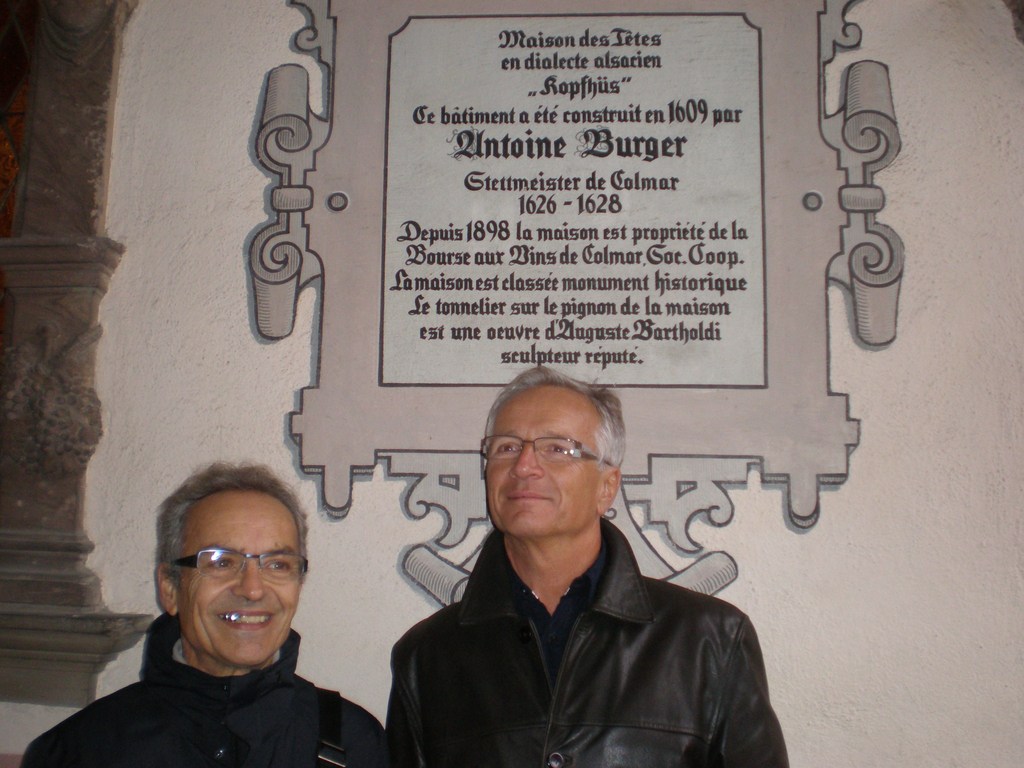 Maison des Têtes
en dialecte alsacien
„Kopfhüs"
Ce bâtiment a été construit en 1609 par
Antoine Burger
Stettmeister de Colmar
1626 - 1628
Depuis 1898 la maison est propriété de la
Bourse aux Vins de Colmar, Soc. Coop.
La maison est classée monument historique
Le tonnelier sur le pignon de la maison
est une oeuvre d'Auguste Bartholdi
sculpteur réputé.